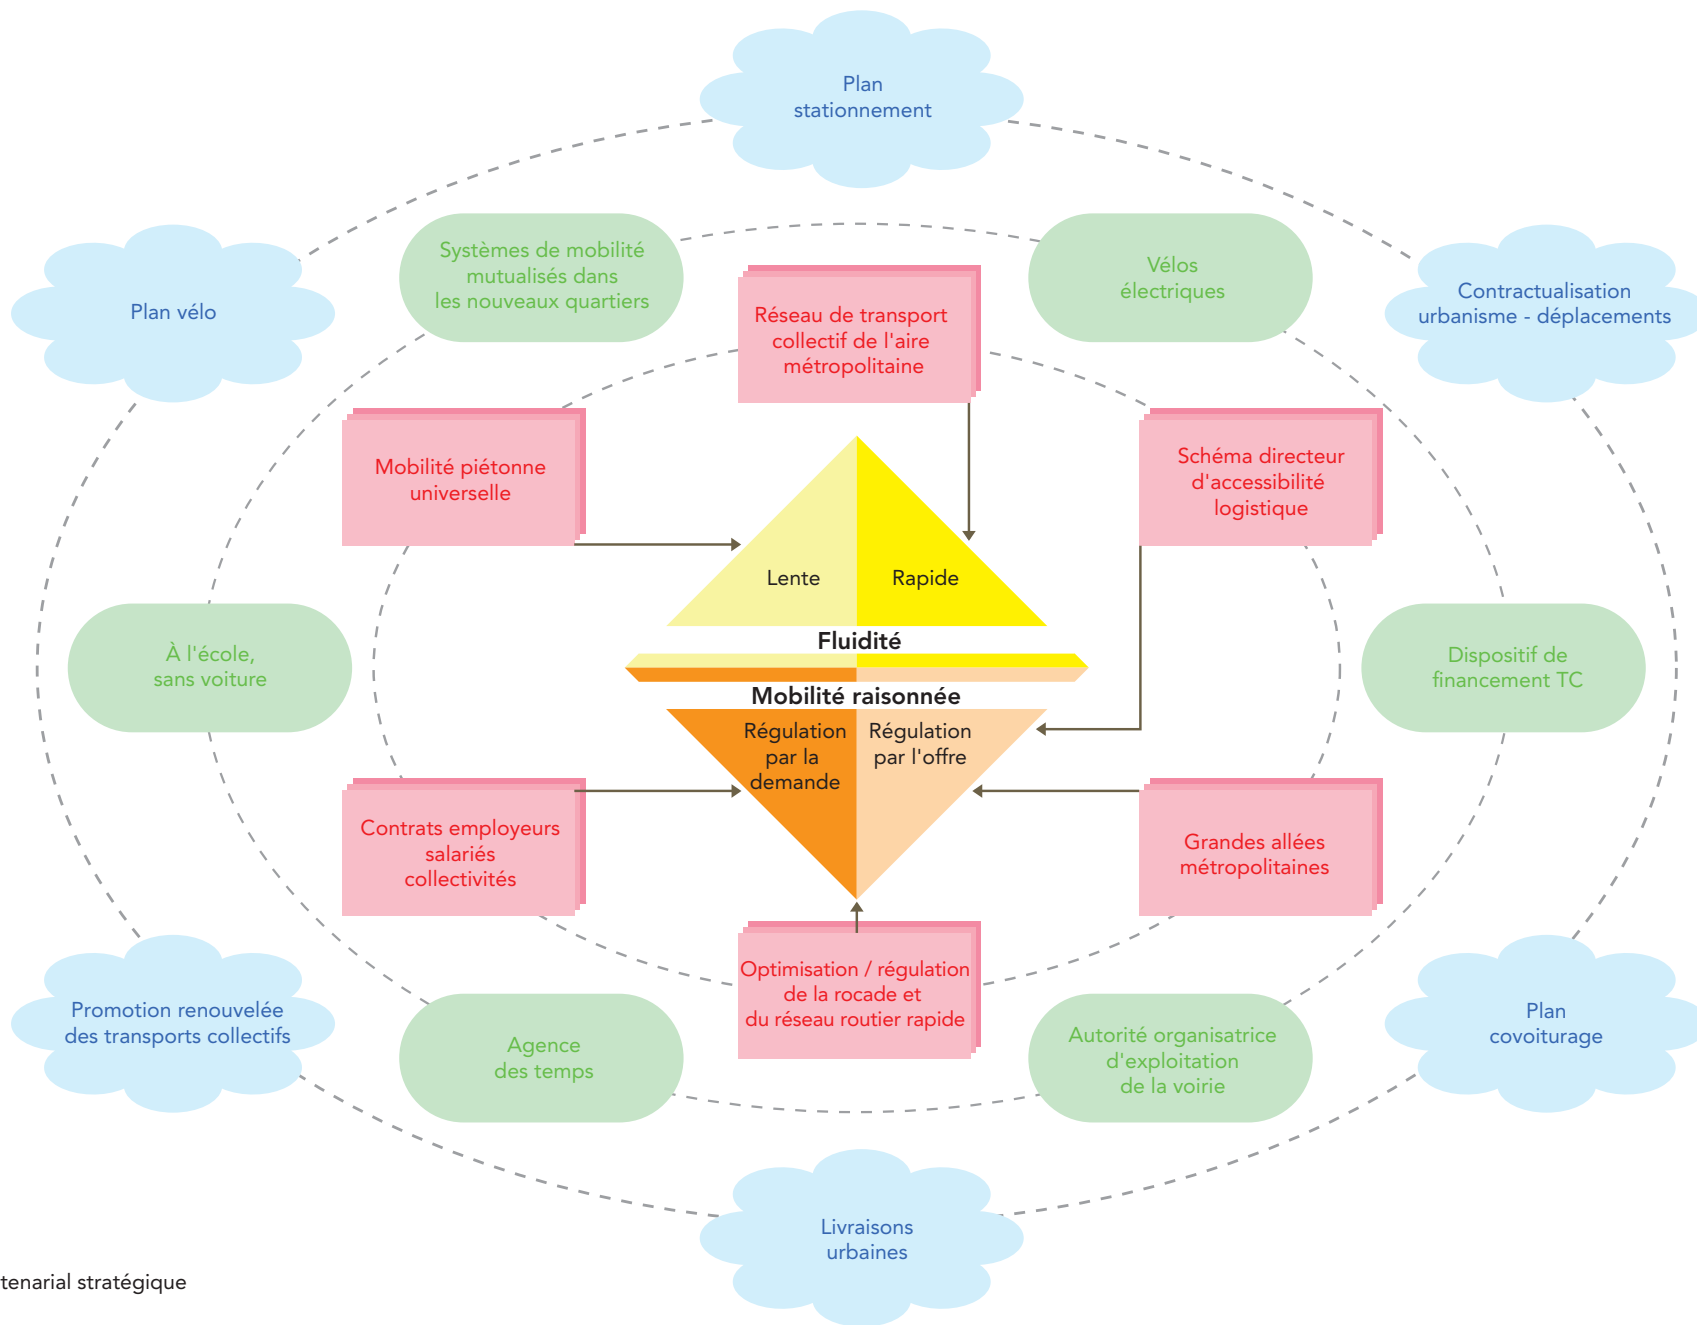 Plan
stationnement
Systèmes de mobilité
mutualisés dans
les nouveaux quartiers
Vélos
électriques
Plan vélo
Contractualisation
urbanisme - déplacements
Réseau de transport
collectif de l'aire
métropolitaine
Mobilité piétonne
universelle
Schéma directeur
d'accessibilité
logistique
Lente
Rapide
Fluidité
À l'école,
sans voiture
Dispositif de
financement TC
Mobilité raisonnée
Régulation
par la
demande
Régulation
par l'offre
Contrats employeurs
salariés
collectivités
Grandes allées
métropolitaines
Optimisation / régulation
de la rocade et
du réseau routier rapide
Promotion renouvelée
des transports collectifs
Plan
covoiturage
Agence
des temps
Autorité organisatrice
d'exploitation
de la voirie
Livraisons
urbaines
tenarial stratégique